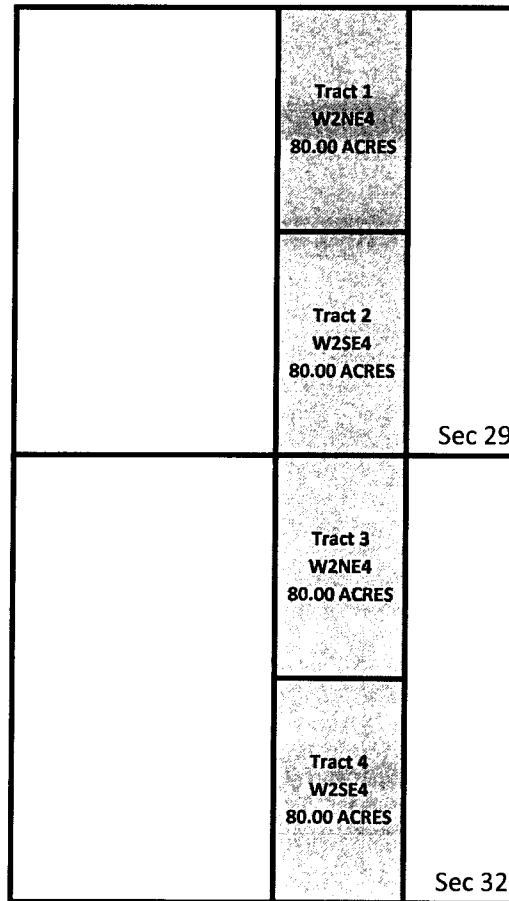 Tract 1
W2NE4
80.00 ACRES
Tract 2
W2SE4
80.00 ACRES
Sec 29
Tract 3
W2NE4
80.00 ACRES
Tract 4
W2SE4
80.00 ACRES
Sec 32